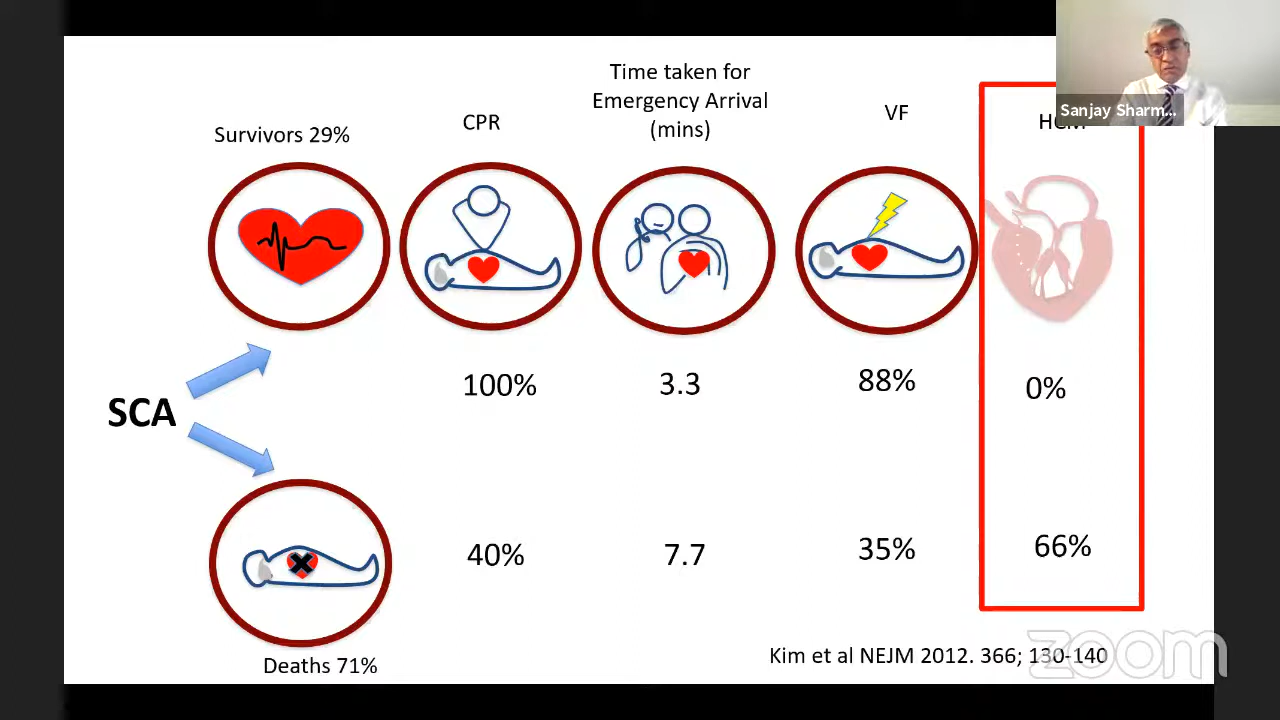 Sanjay Sharm...
Survivors 29%
CPR
Time taken for
Emergency Arrival
(mins)
VF
HCM
SCA
100%
3.3
88%
0%
40%
7.7
35%
66%
Deaths 71%
Kim et al NEJM 2012. 366; 130-140
zoom